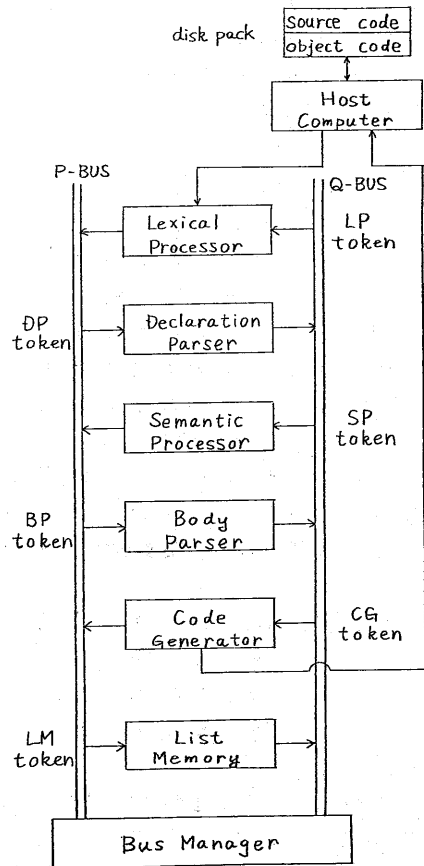 disk pack
Source code
object code
Host
Computer
P-BUS
Q-BUS
Lexical
Processor
LP
token
DP
token
Declaration
Parser
Semantic
Processor
SP
token
BP
token
Body
Parser
Code
Generator
CG
token
LM
token
List
Memory
Bus Manager